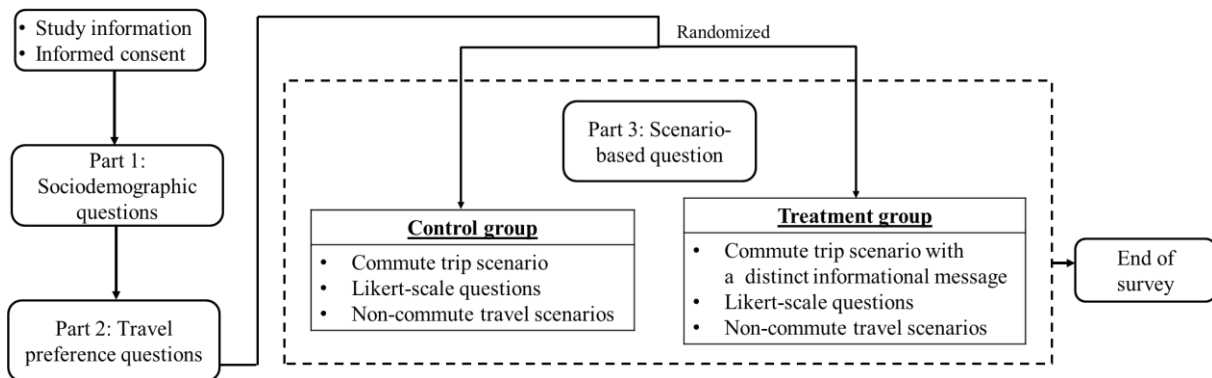 • Study information
• Informed consent
Part 1:
Sociodemographic
questions
Part 2: Travel
preference questions
Randomized
Part 3: Scenario-
based question
Control group
• Commute trip scenario
• Likert-scale questions
• Non-commute travel scenarios
Treatment group
• Commute trip scenario with
a distinct informational message
• Likert-scale questions
• Non-commute travel scenarios
End of
survey